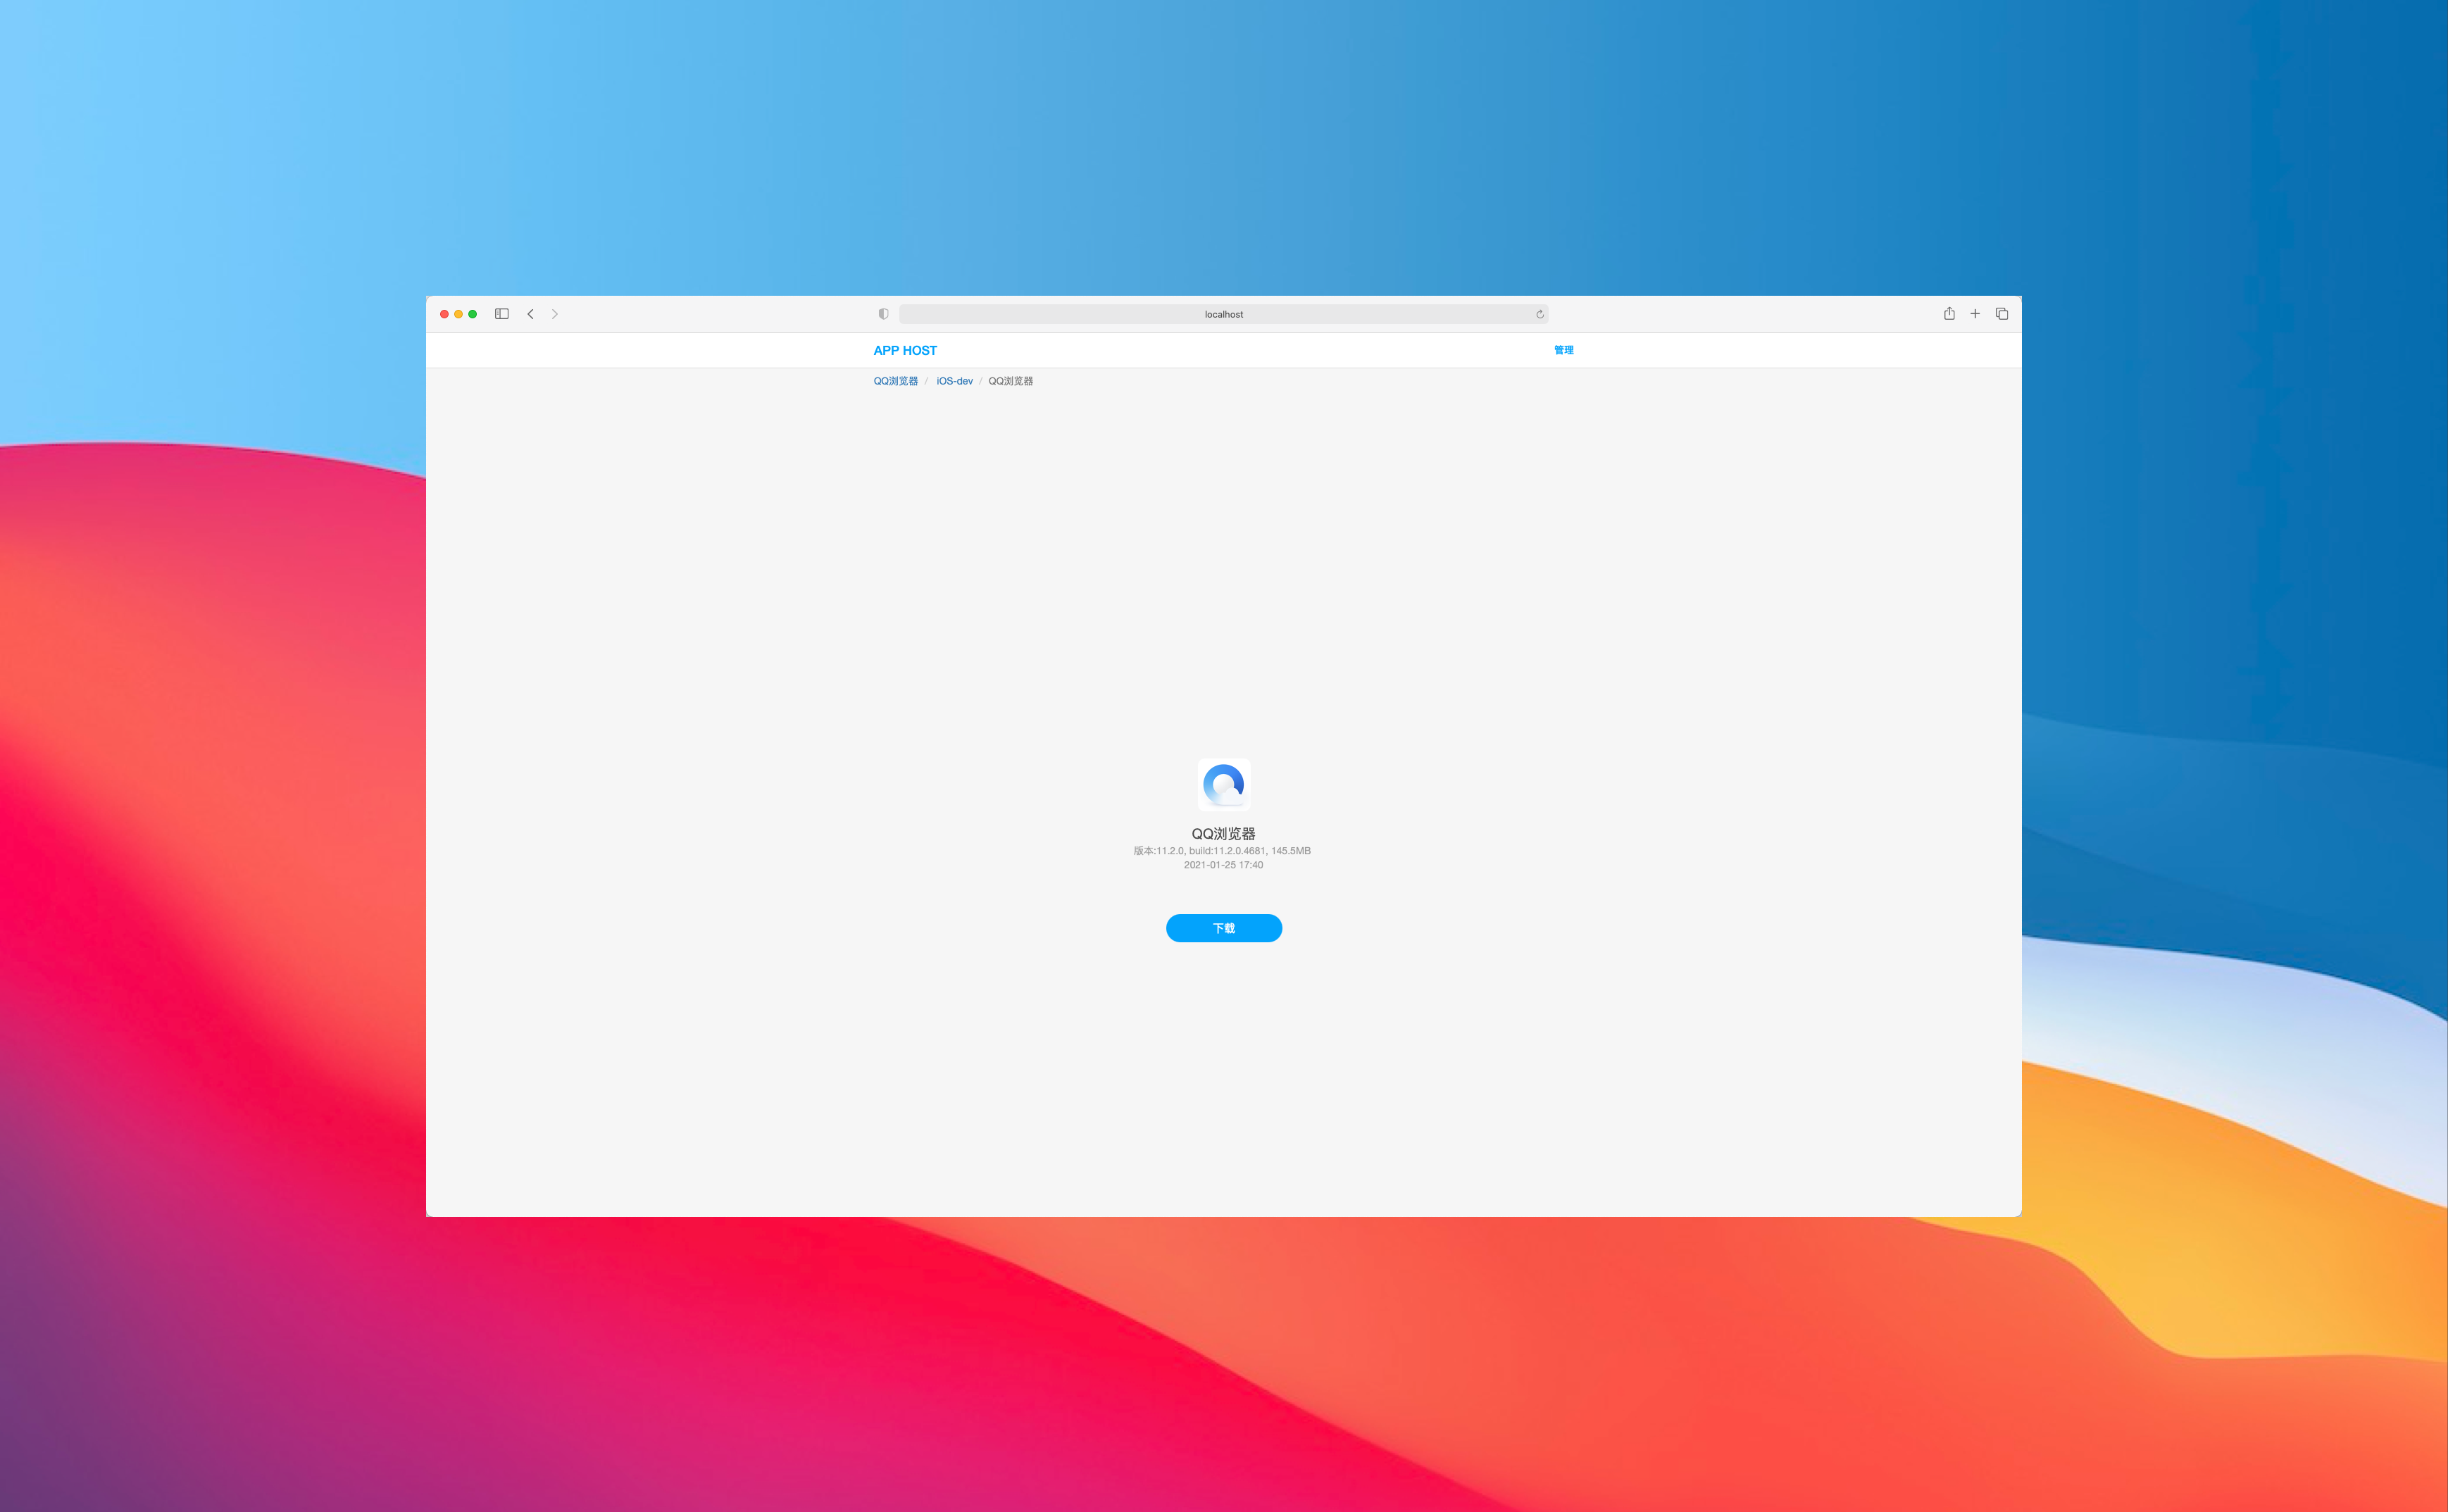 localhost
APP HOST 管理
QQ浏览器 / iOS-dev / QQ浏览器
QQ浏览器
版本:11.2.0, build:11.2.0.4681, 145.5MB
2021-01-25 17:40
下载